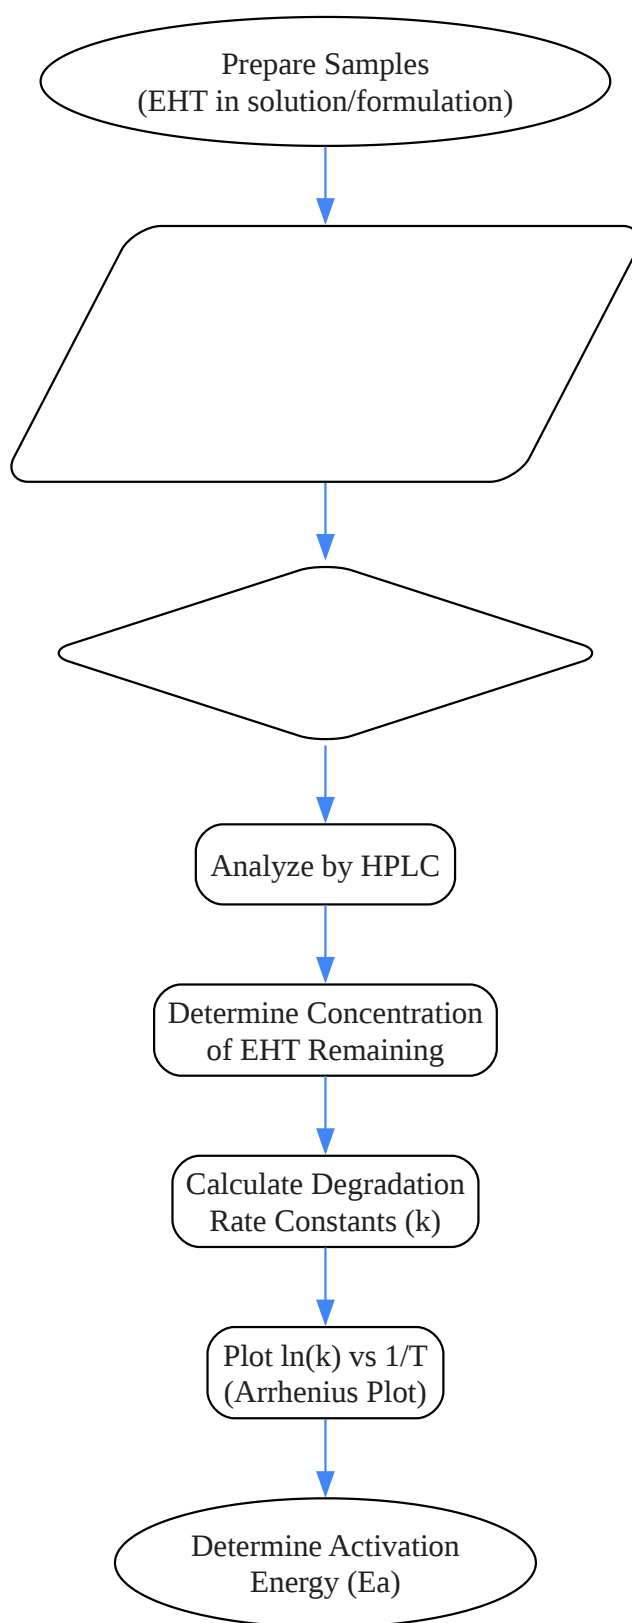 Prepare Samples
(EHT in solution/formulation)
Analyze by HPLC
Determine Concentration
of EHT Remaining
Calculate Degradation
Rate Constants (k)
Plot ln(k) vs 1/T
(Arrhenius Plot)
Determine Activation
Energy (Ea)